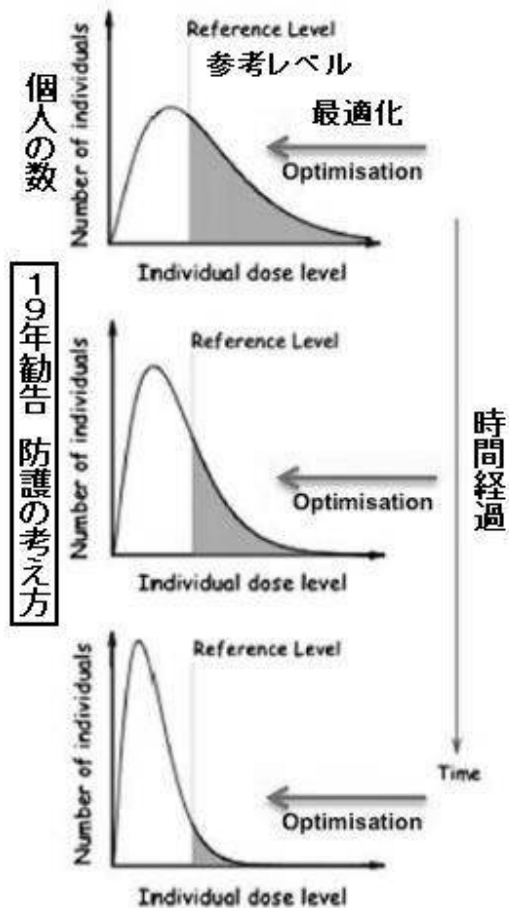 Reference Level
参考レベル
最適化
Optimisation
個人の数
Number of individuals
Individual dose level
19年勧告 防護の考え方
Reference Level
Optimisation
Number of individuals
Individual dose level
時間経過
Reference Level
Time
Optimisation
Number of individuals
Individual dose level